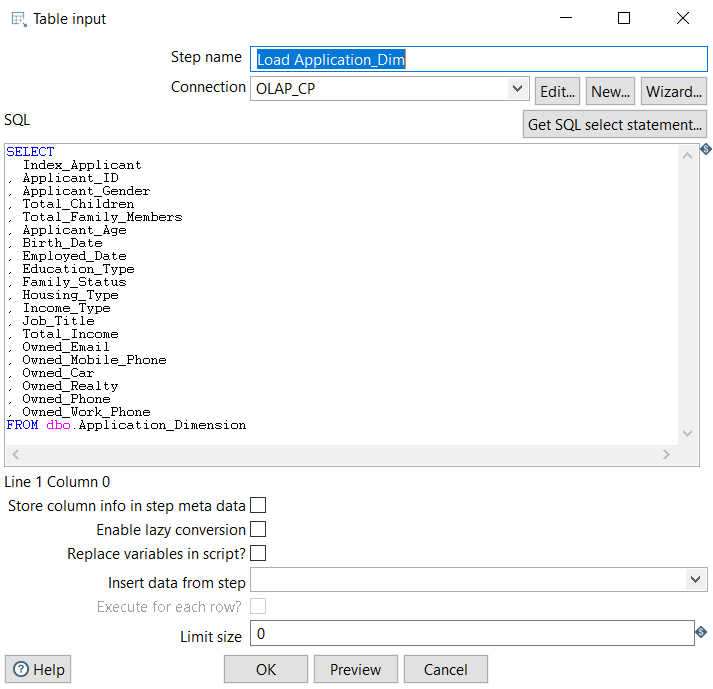 Table input
Step name Load Application_Dim
Connection OLAP_CP Edit... New... Wizard...
SQL Get SQL select statement...
SELECT
  Index_Applicant
, Applicant_ID
, Applicant_Gender
, Total_Children
, Total_Family_Members
, Applicant_Age
, Birth_Date
, Employed_Date
, Education_Type
, Family_Status
, Housing_Type
, Income_Type
, Job_Title
, Total_Income
, Owned_Email
, Owned_Mobile_Phone
, Owned_Car
, Owned_Realty
, Owned_Phone
, Owned_Work_Phone
FROM dbo.Application_Dimension
Line 1 Column 0
Store column info in step meta data
Enable lazy conversion
Replace variables in script?
Insert data from step
Execute for each row?
Limit size 0
Help OK Preview Cancel